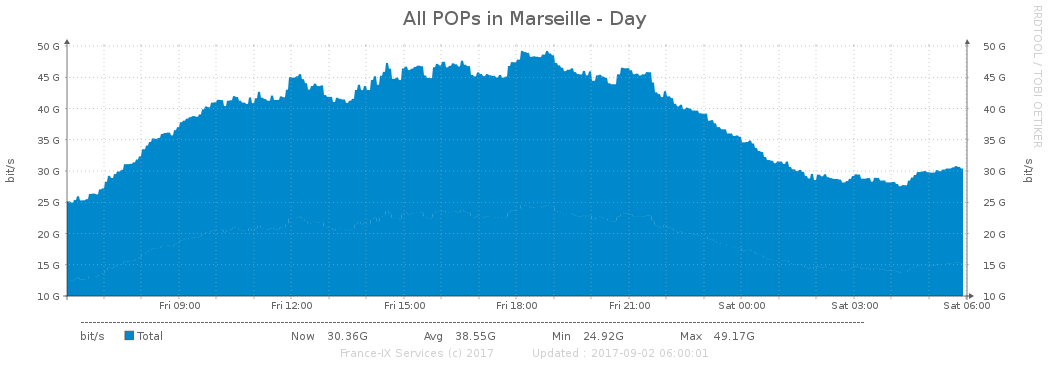 All POPs in Marseille - Day
RRDTOOL / TOBI OETIKER
50 G 50 G
45 G 45 G
40 G 40 G
35 G 35 G
30 G 30 G
25 G 25 G
20 G 20 G
15 G 15 G
10 G 10 G
bit/s
bit/s
Fri 09:00 Fri 12:00 Fri 15:00 Fri 18:00 Fri 21:00 Sat 00:00 Sat 03:00 Sat 06:00
bit/s Total Now 30.36G Avg 38.55G Min 24.92G Max 49.17G
France-IX Services (c) 2017 Updated : 2017-09-02 06:00:01